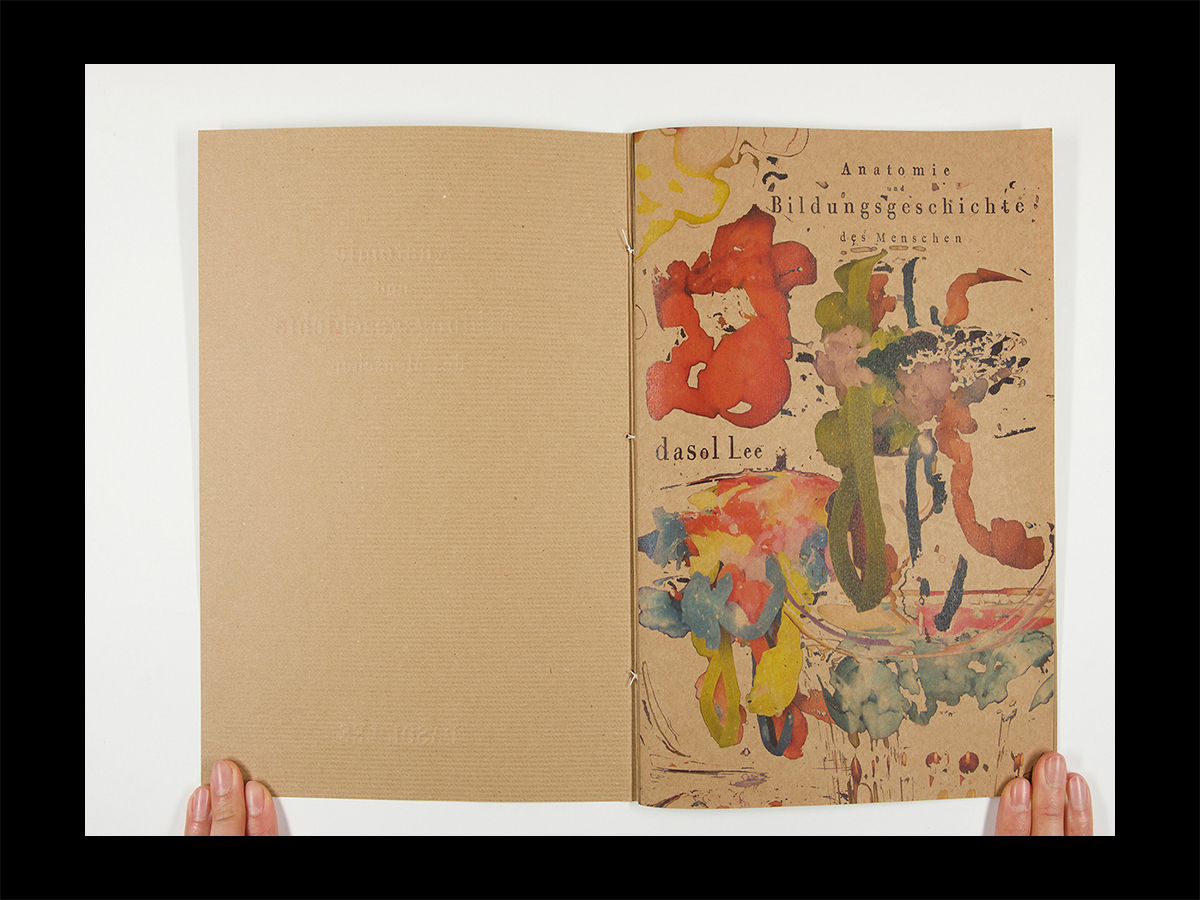 Anatomie
und
Bildungsgeschichte
des Menschen
dasol Lee